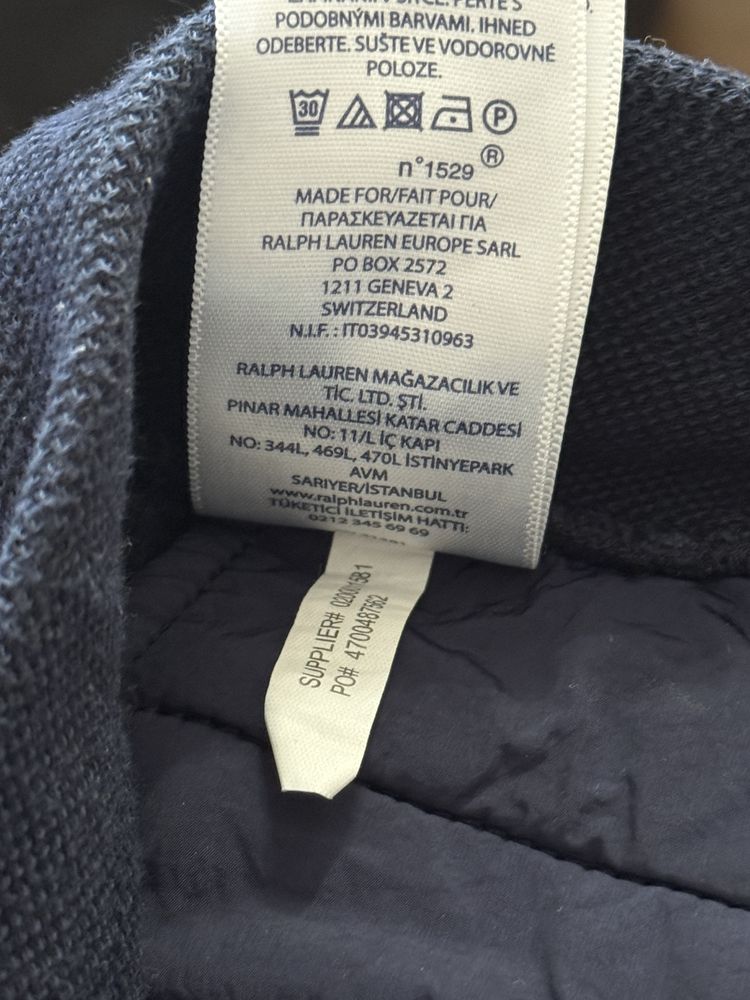 PERTE S
PODOBNÝMI BARVAMI. IHNED
ODEBERTE. SUŠTE VE VODOROVNÉ
POLOZE.
30
P
n°1529 ®
MADE FOR/FAIT POUR/
ΠΑΡΑΣΚΕΥΑΖΕΤΑΙ ΓΙΑ
RALPH LAUREN EUROPE SARL
PO BOX 2572
1211 GENEVA 2
SWITZERLAND
N.I.F. : IT03945310963
RALPH LAUREN MAĞAZACILIK VE
TİC. LTD. ŞTİ.
PINAR MAHALLESİ KATAR CADDESİ
NO: 11/L İÇ KAPI
NO: 344L, 469L, 470L İSTİNYEPARK
AVM
SARIYER/İSTANBUL
www.ralphlauren.com.tr
TÜKETİCİ İLETİŞİM HATTI:
0212 345 69 69
SUPPLIER#
PO# 4700487562